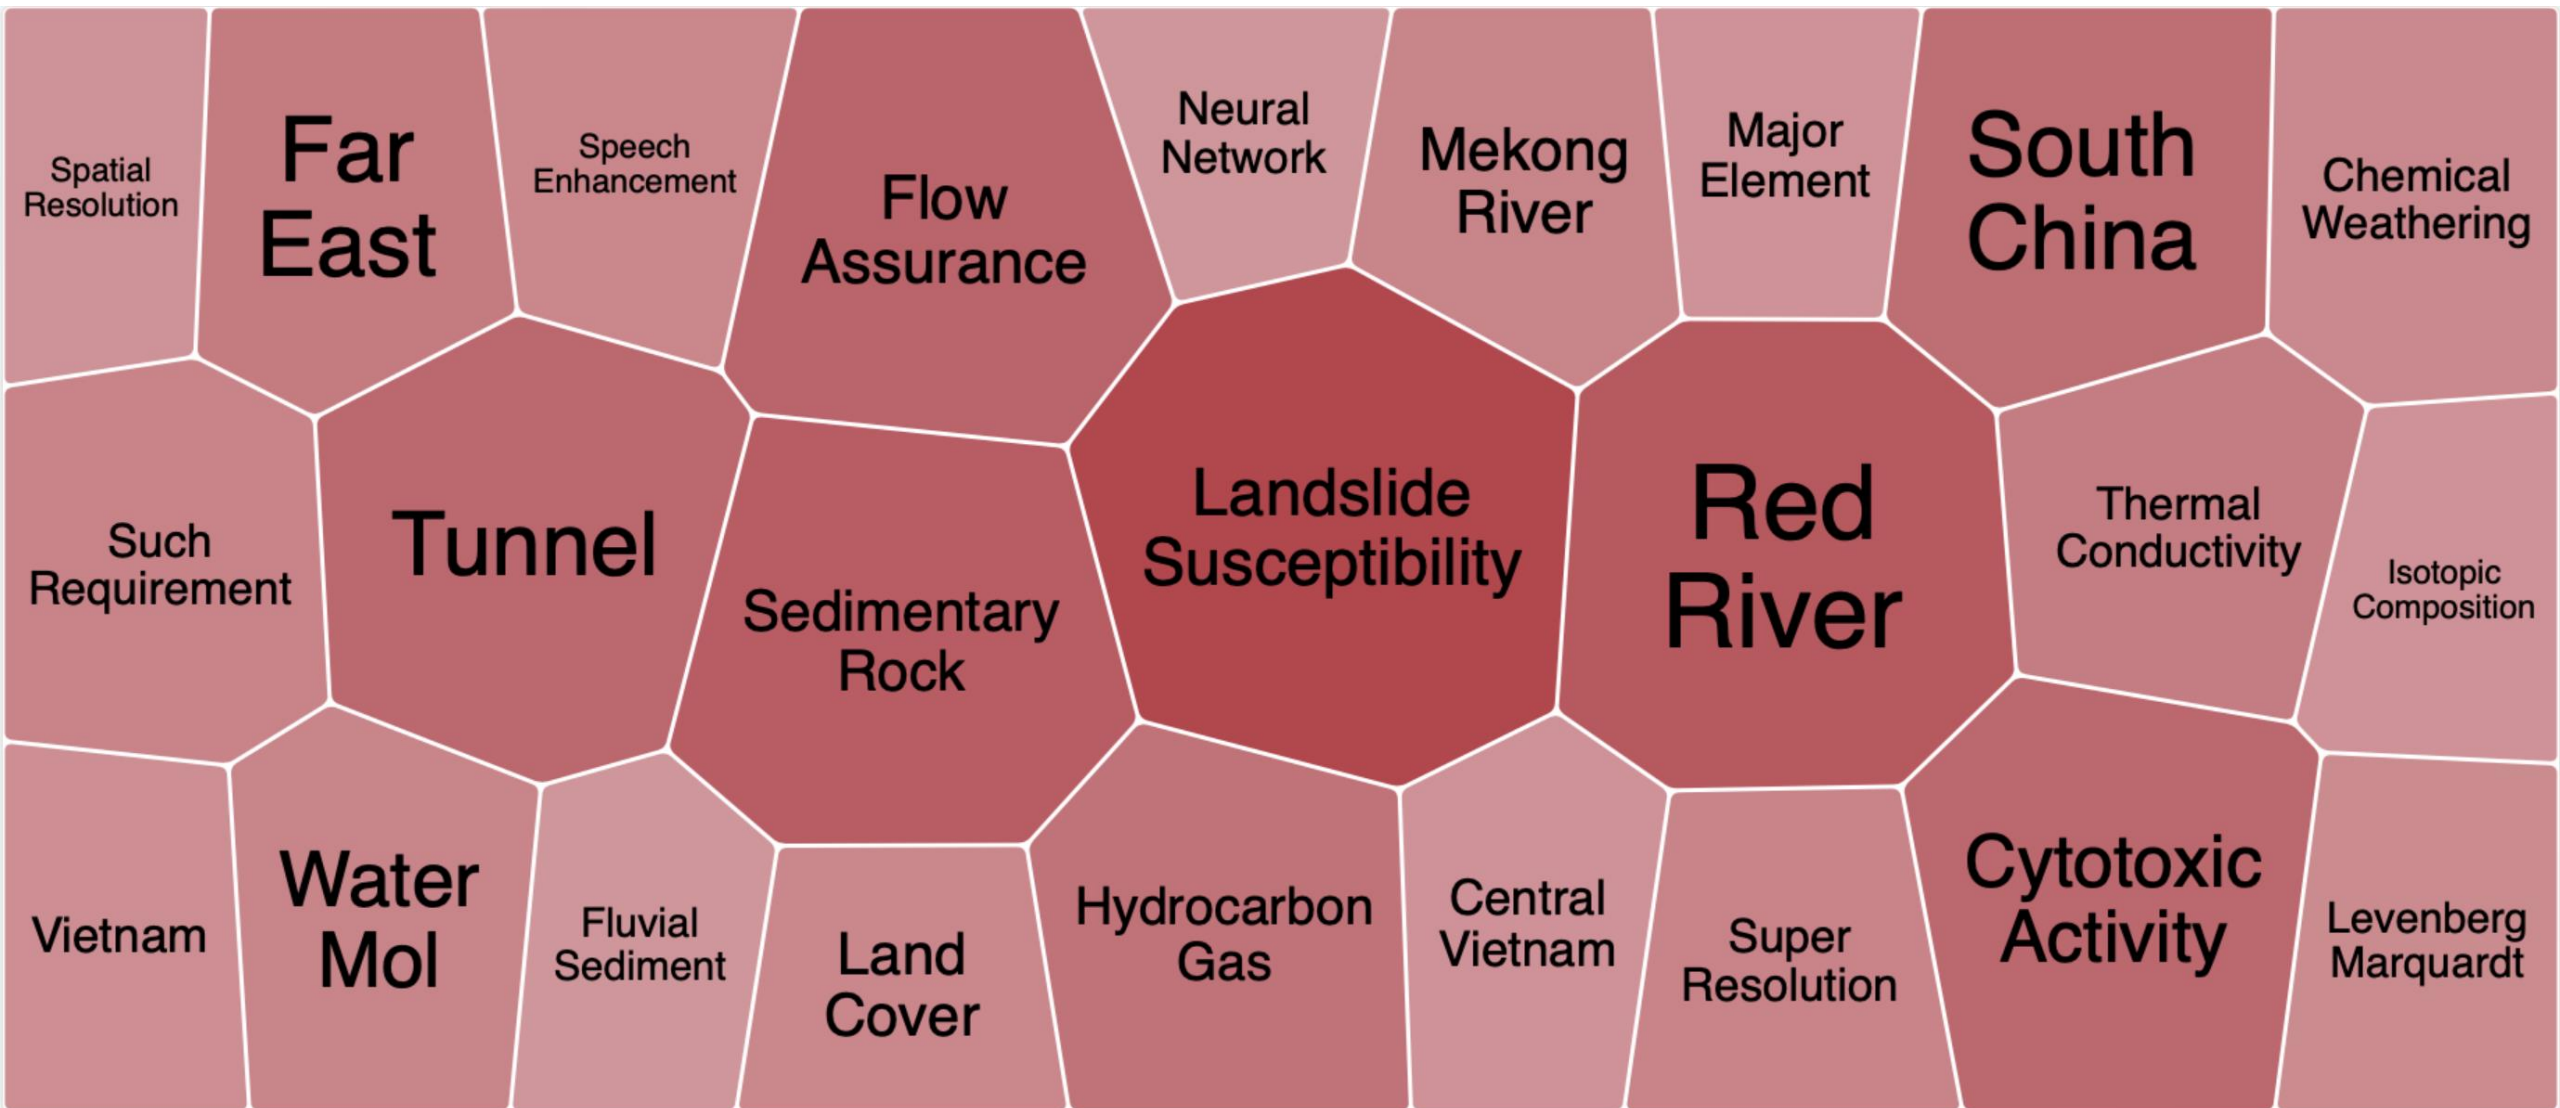 Spatial
Resolution
Far
East
Speech
Enhancement
Flow
Assurance
Neural
Network
Mekong
River
Major
Element
South
China
Chemical
Weathering
Such
Requirement
Tunnel
Sedimentary
Rock
Landslide
Susceptibility
Red
River
Thermal
Conductivity
Isotopic
Composition
Vietnam
Water
Mol
Fluvial
Sediment
Land
Cover
Hydrocarbon
Gas
Central
Vietnam
Super
Resolution
Cytotoxic
Activity
Levenberg
Marquardt